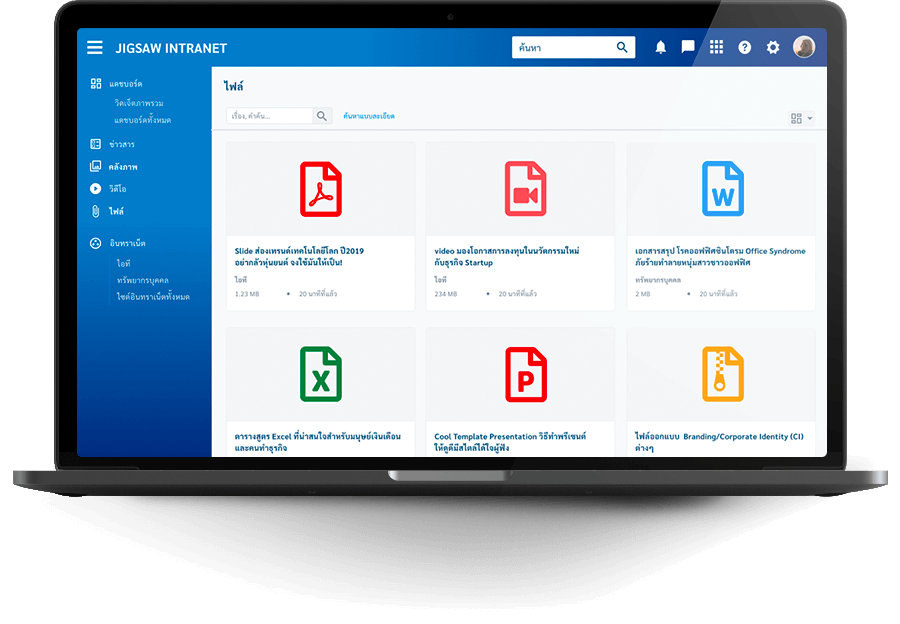 JIGSAW INTRANET
ค้นหา
แดชบอร์ด
วิดเจ็ตภาพรวม
แดชบอร์ดทั้งหมด
ข่าวสาร
คลังภาพ
วิดีโอ
ไฟล์
อินทราเน็ต
ไอที
ทรัพยากรบุคคล
ไซต์อินทราเน็ตทั้งหมด
ไฟล์
เรื่อง, คำค้น...
ค้นหาแบบละเอียด
Slide ส่องเทรนด์เทคโนโลยีโลก ปี2019
อย่ากลัวหุ่นยนต์ จงใช้มันให้เป็น!
ไอที
1.23 MB • 20 นาทีที่แล้ว
video มองโอกาสการลงทุนในนวัตกรรมใหม่
กับธุรกิจ Startup
ไอที
234 MB • 20 นาทีที่แล้ว
เอกสารสรุป โรคออฟฟิศซินโดรม Office Syndrome
ภัยร้ายทำลายหนุ่มสาวชาวออฟฟิศ
ทรัพยากรบุคคล
2 MB • 20 นาทีที่แล้ว
W
X
P
ตารางสูตร Excel ที่น่าสนใจสำหรับมนุษย์เงินเดือน
และคนทำธุรกิจ
Cool Template Presentation วิธีทำพรีเซนต์
ให้ดูดีมีสไตล์ได้ใจผู้ฟัง
ไฟล์ออกแบบ Branding/Corporate Identity (CI)
ต่างๆ